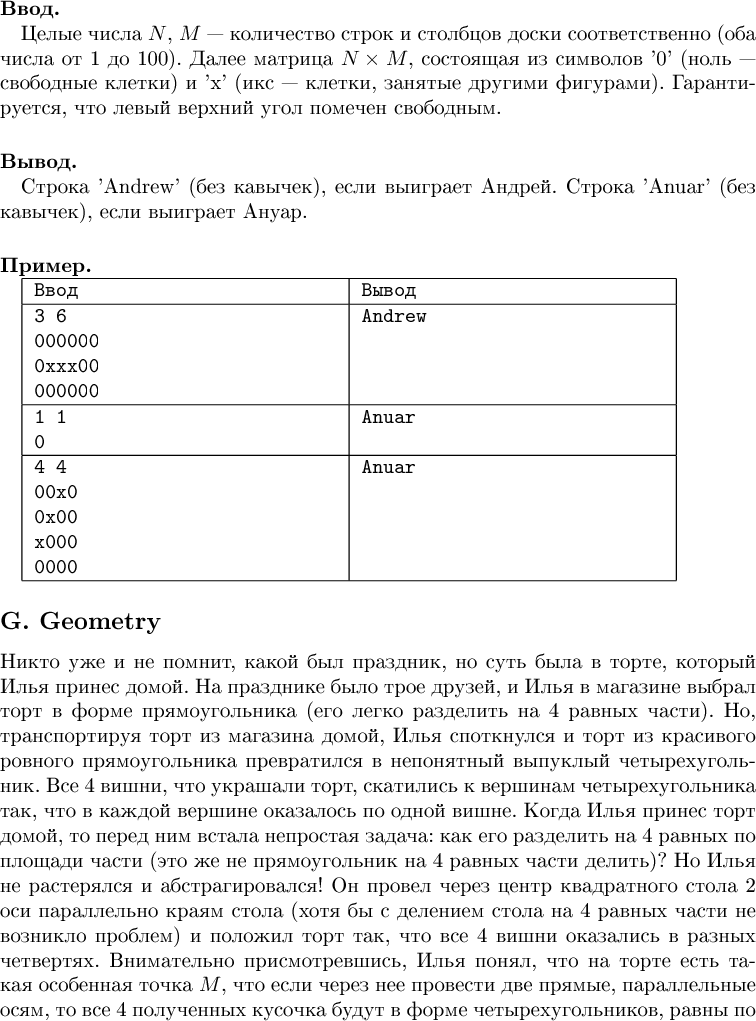 Ввод.
Целые числа N, M — количество строк и столбцов доски соответственно (оба
числа от 1 до 100). Далее матрица N × M, состоящая из символов '0' (ноль —
свободные клетки) и 'x' (икс — клетки, занятые другими фигурами). Гаранти-
руется, что левый верхний угол помечен свободным.
Вывод.
Строка 'Andrew' (без кавычек), если выиграет Андрей. Строка 'Anuar' (без
кавычек), если выиграет Ануар.
Пример.
Ввод Вывод
3 6 Andrew
000000
0xxx00
000000
1 1 Anuar
0
4 4 Anuar
00x0
0x00
x000
0000
G. Geometry
Никто уже и не помнит, какой был праздник, но суть была в торте, который
Илья принес домой. На празднике было трое друзей, и Илья в магазине выбрал
торт в форме прямоугольника (его легко разделить на 4 равных части). Но,
транспортируя торт из магазина домой, Илья споткнулся и торт из красивого
ровного прямоугольника превратился в непонятный выпуклый четырехуголь-
ник. Все 4 вишни, что украшали торт, скатились к вершинам четырехугольника
так, что в каждой вершине оказалось по одной вишне. Когда Илья принес торт
домой, то перед ним встала непростая задача: как его разделить на 4 равных по
площади части (это же не прямоугольник на 4 равных части делить)? Но Илья
не растерялся и абстрагировался! Он провел через центр квадратного стола 2
оси параллельно краям стола (хотя бы с делением стола на 4 равных части не
возникло проблем) и положил торт так, что все 4 вишни оказались в разных
четвертях. Внимательно присмотревшись, Илья понял, что на торте есть та-
кая особенная точка M, что если через нее провести две прямые, параллельные
осям, то все 4 полученных кусочка будут в форме четырехугольников, равны по